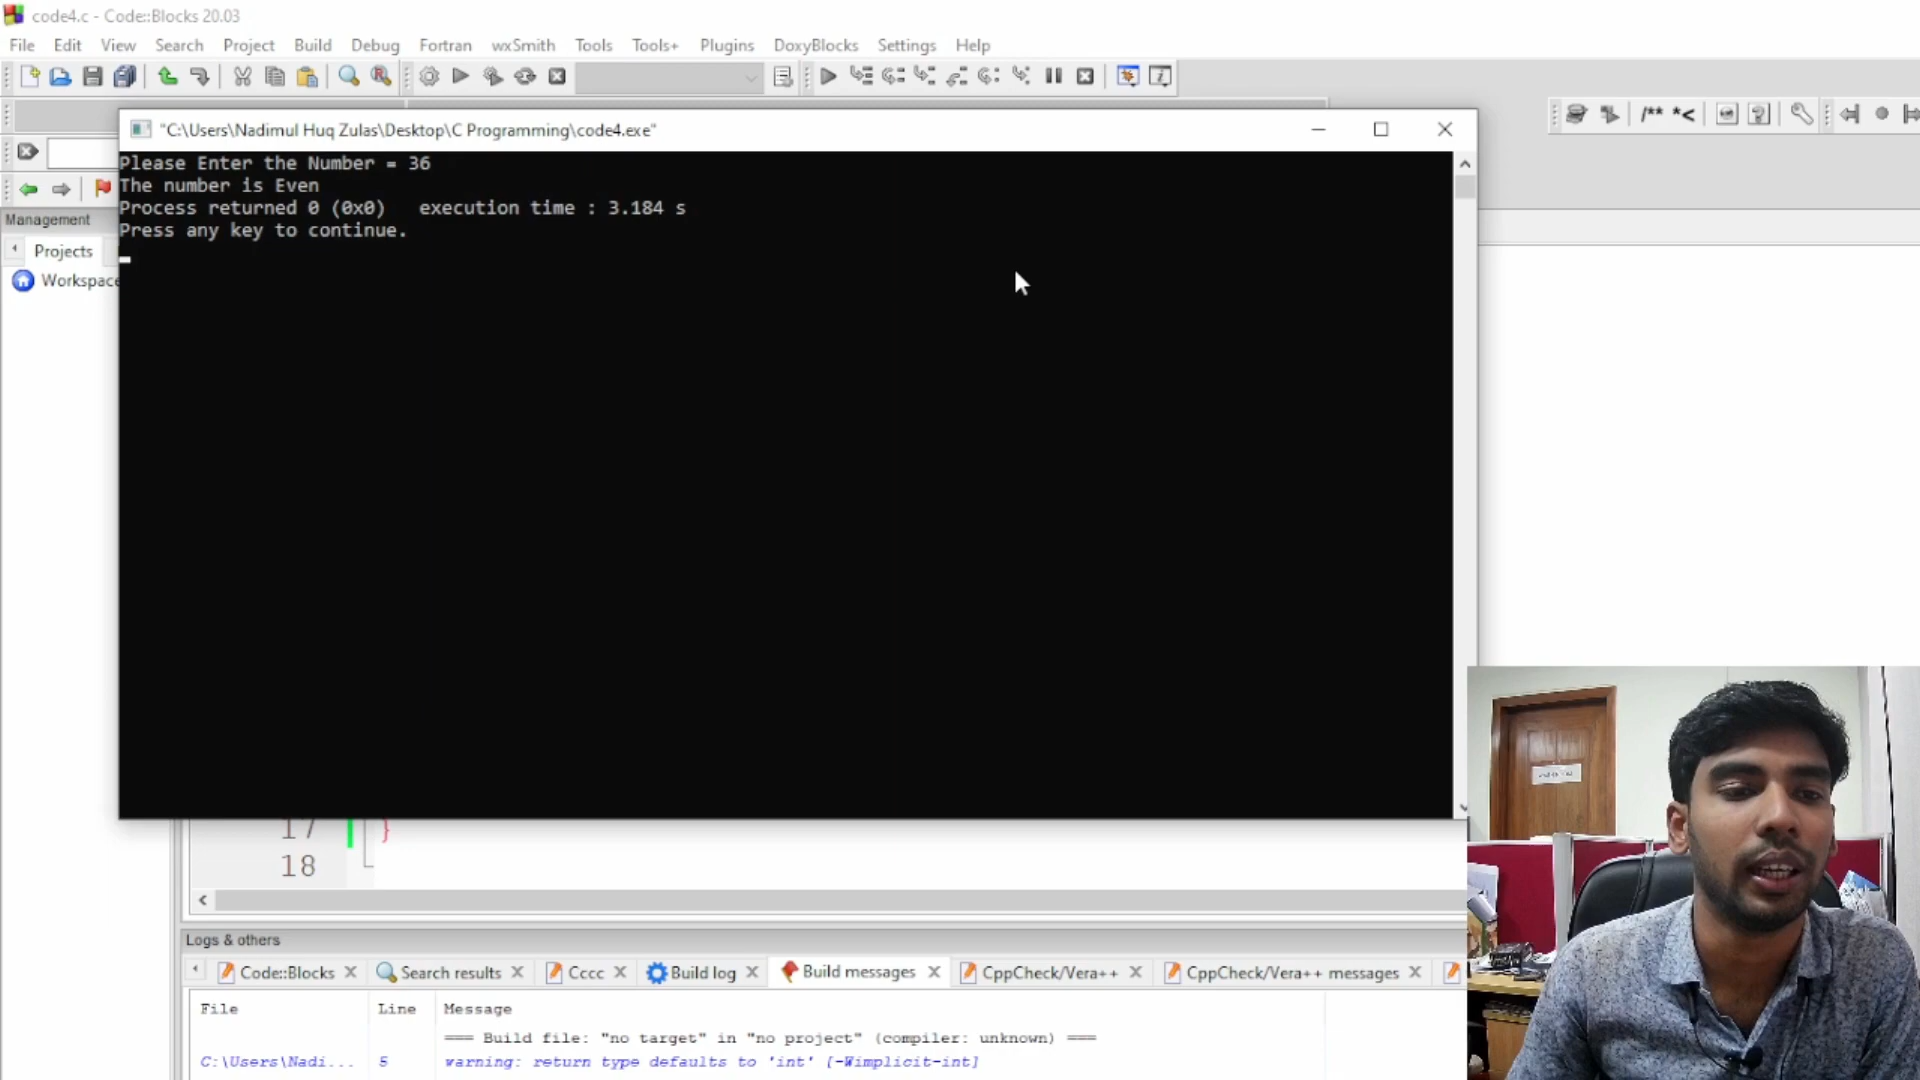 code4.c - Code::Blocks 20.03
File Edit View Search Project Build Debug Fortran wxSmith Tools Tools+ Plugins DoxyBlocks Settings Help
/** *<
"C:\Users\Nadimul Huq Zulas\Desktop\C Programming\code4.exe"
Please Enter the Number = 36
The number is Even
Process returned 0 (0x0)   execution time : 3.184 s
Press any key to continue.
Management
Projects
Workspace
17 }
18
Logs & others
Code::Blocks Search results Cccc Build log Build messages CppCheck/Vera++ CppCheck/Vera++ messages
File Line Message
=== Build file: "no target" in "no project" (compiler: unknown) ===
C:\Users\Nadi... 5 warning: return type defaults to 'int' [-Wimplicit-int]